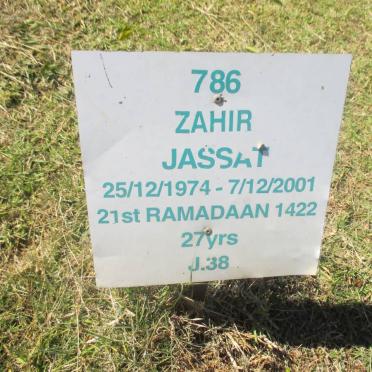 786
ZAHIR
JASSAT
25/12/1974 - 7/12/2001
21st RAMADAAN 1422
27yrs
J.38